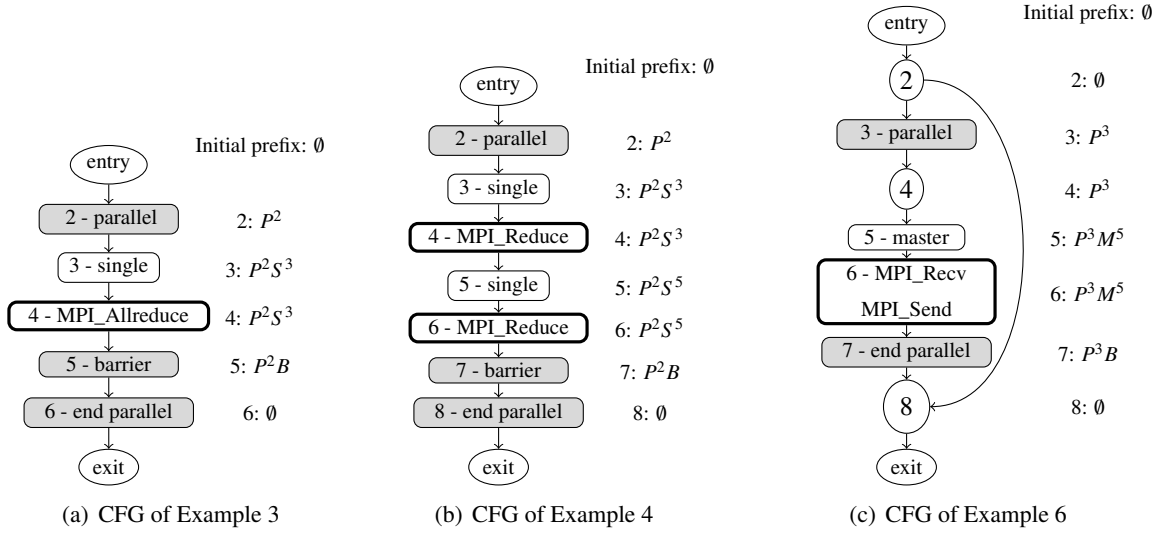 Initial prefix: ∅
entry
2 - parallel
2: P²
3 - single
3: P²S³
4 - MPI_Allreduce
4: P²S³
5 - barrier
5: P²B
6 - end parallel
6: ∅
exit
(a) CFG of Example 3
Initial prefix: ∅
entry
2 - parallel
2: P²
3 - single
3: P²S³
4 - MPI_Reduce
4: P²S³
5 - single
5: P²S⁵
6 - MPI_Reduce
6: P²S⁵
7 - barrier
7: P²B
8 - end parallel
8: ∅
exit
(b) CFG of Example 4
Initial prefix: ∅
entry
2
2: ∅
3 - parallel
3: P³
4
4: P³
5 - master
5: P³M⁵
6 - MPI_Recv
MPI_Send
6: P³M⁵
7 - end parallel
7: P³B
8
8: ∅
exit
(c) CFG of Example 6